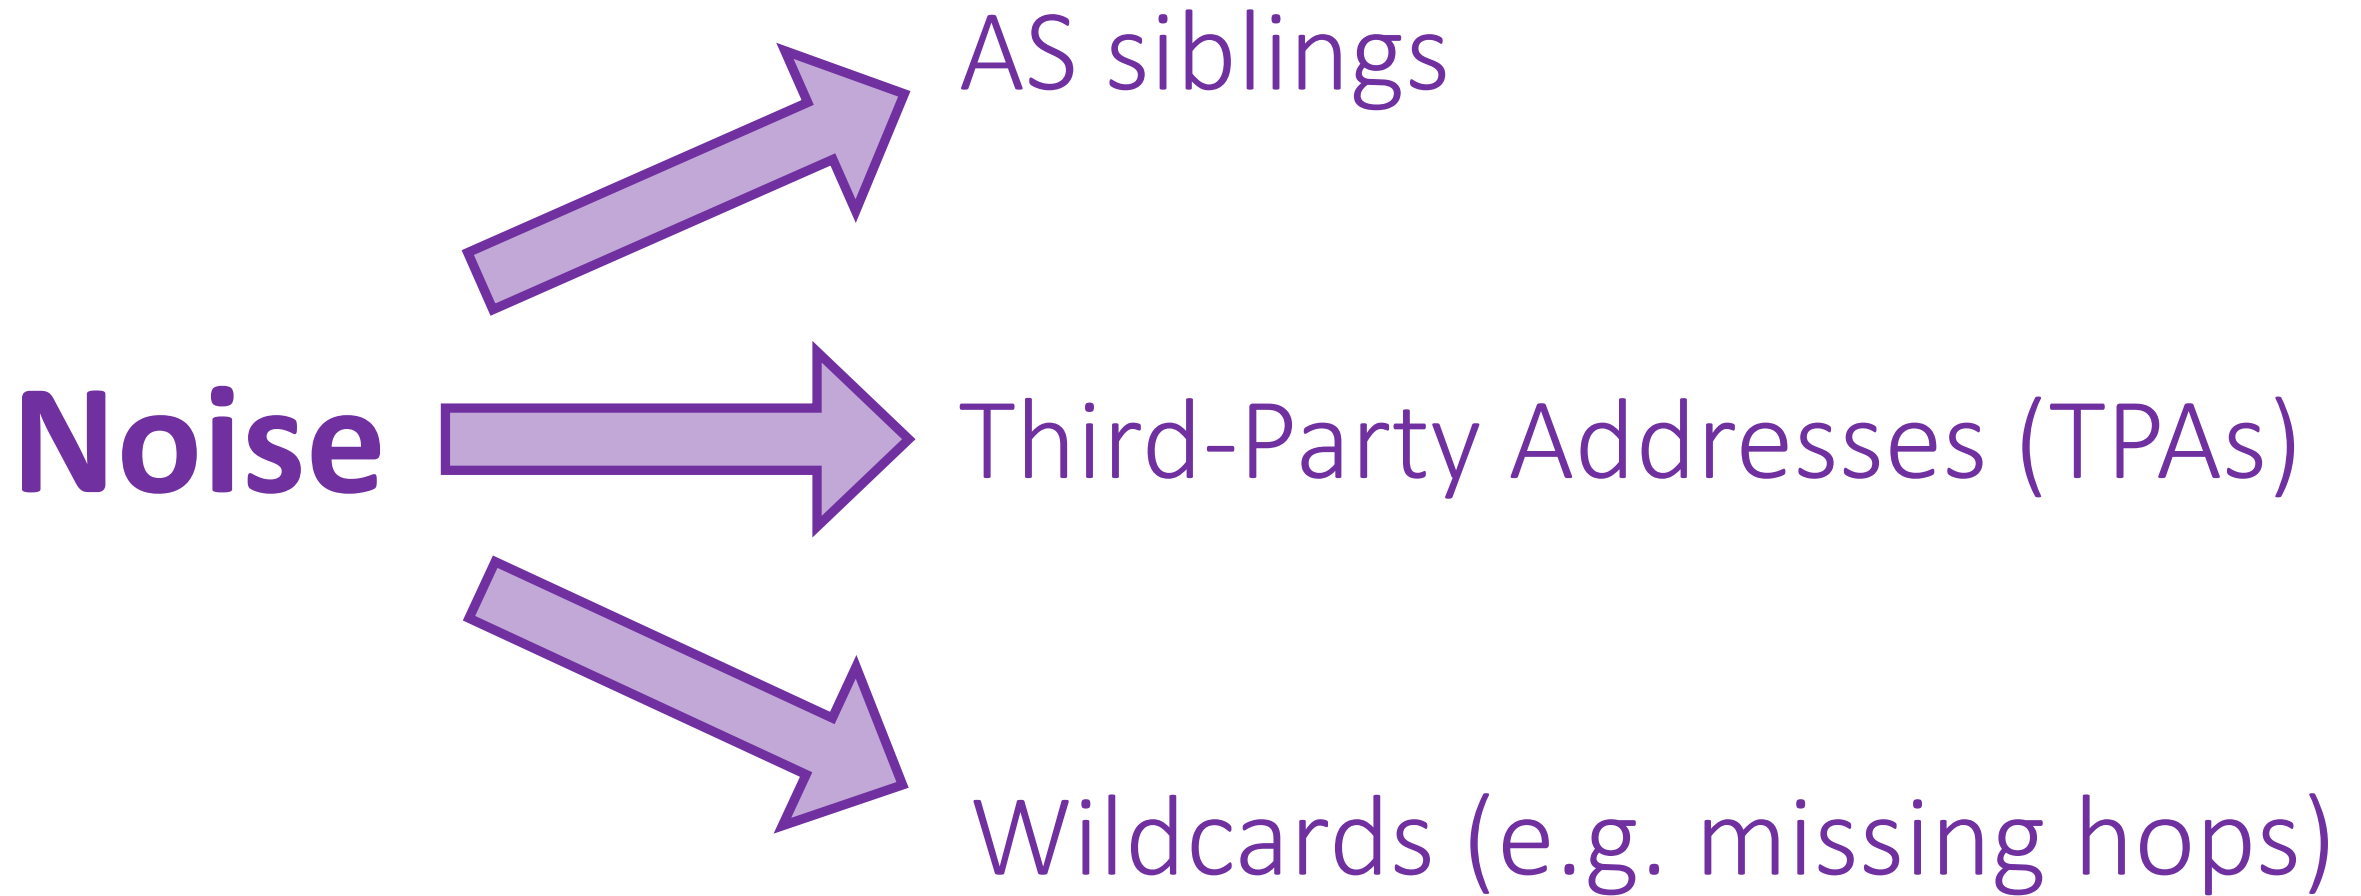 AS siblings
Noise
Third-Party Addresses (TPAs)
Wildcards (e.g. missing hops)